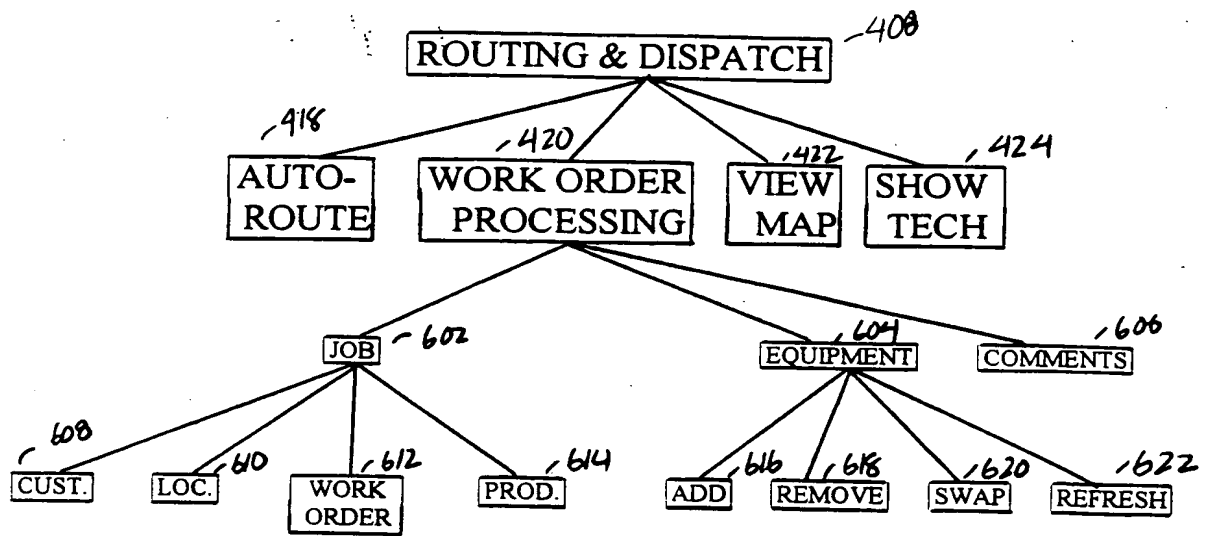 ROUTING & DISPATCH 408
418 420 422 424
AUTO-
ROUTE
WORK ORDER
PROCESSING
VIEW
MAP
SHOW
TECH
JOB 602
604
EQUIPMENT
606
COMMENTS
608
CUST.
610
LOC.
612
WORK
ORDER
614
PROD.
616
ADD
618
REMOVE
620
SWAP
622
REFRESH